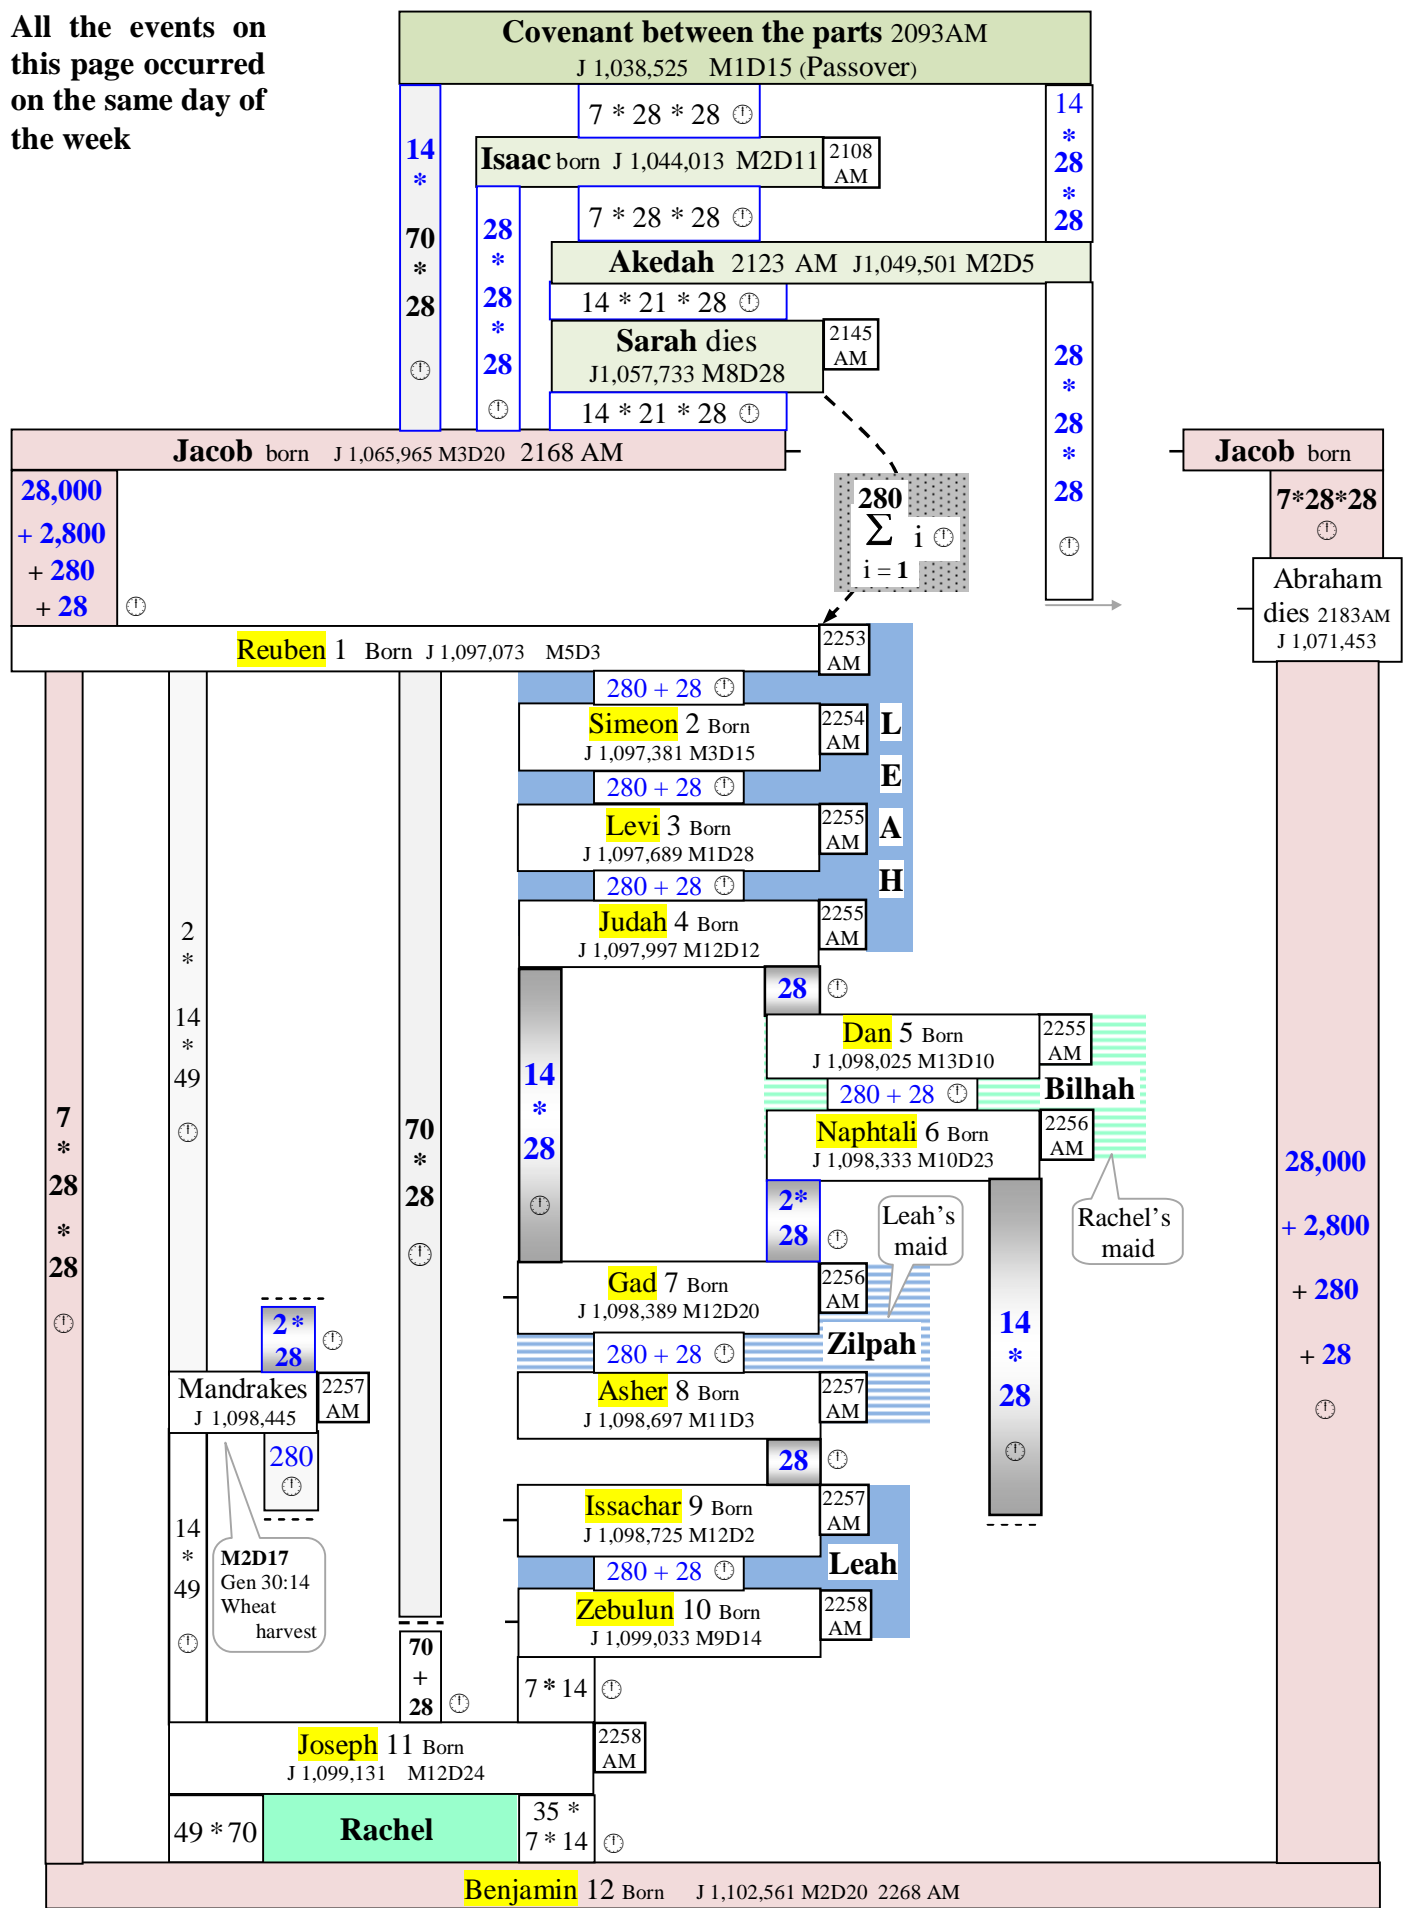 All the events on
this page occurred
on the same day of
the week
Covenant between the parts 2093AM
J 1,038,525 M1D15 (Passover)
14
*
70
*
28
7 * 28 * 28
14
*
28
*
28
Isaac born J 1,044,013 M2D11
2108
AM
28
*
28
*
28
7 * 28 * 28
Akedah 2123 AM J1,049,501 M2D5
14 * 21 * 28
Sarah dies
J1,057,733 M8D28
2145
AM
28
*
28
*
28
14 * 21 * 28
Jacob born J 1,065,965 M3D20 2168 AM
Jacob born
28,000
+ 2,800
+ 280
+ 28
280
Σ i
i = 1
7*28*28
Abraham
dies 2183AM
J 1,071,453
Reuben 1 Born J 1,097,073 M5D3
2253
AM
280 + 28
Simeon 2 Born
J 1,097,381 M3D15
2254
AM
L
E
A
H
280 + 28
Levi 3 Born
J 1,097,689 M1D28
2255
AM
280 + 28
Judah 4 Born
J 1,097,997 M12D12
2255
AM
2
*
14
*
49
28
14
*
28
Dan 5 Born
J 1,098,025 M13D10
2255
AM
280 + 28
Bilhah
7
*
28
*
28
70
*
28
Naphtali 6 Born
J 1,098,333 M10D23
2256
AM
28,000
+ 2,800
+ 280
+ 28
2*
28
Leah's
maid
Rachel's
maid
Gad 7 Born
J 1,098,389 M12D20
2256
AM
14
*
28
2*
28
280 + 28
Zilpah
Mandrakes
J 1,098,445
2257
AM
Asher 8 Born
J 1,098,697 M11D3
2257
AM
280
28
14
*
49
M2D17
Gen 30:14
Wheat
harvest
Issachar 9 Born
J 1,098,725 M12D2
2257
AM
280 + 28
Leah
Zebulun 10 Born
J 1,099,033 M9D14
2258
AM
70
+
28
7 * 14
Joseph 11 Born
J 1,099,131 M12D24
2258
AM
49 * 70
Rachel
35 *
7 * 14
Benjamin 12 Born J 1,102,561 M2D20 2268 AM